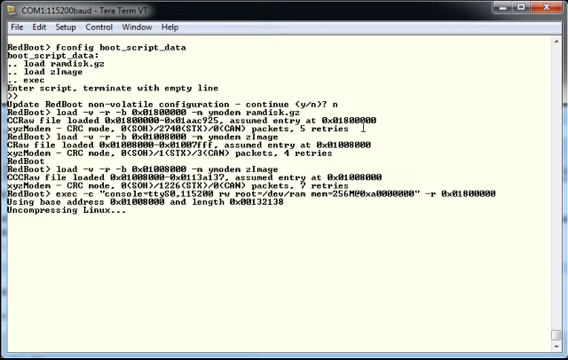 COM1:115200baud - Tera Term VT
File Edit Setup Control Window Help
RedBoot> fconfig boot_script_data
boot_script_data:
.. load ramdisk.gz
.. load zImage
.. exec
Enter script, terminate with empty line
>>
Update RedBoot non-volatile configuration - continue (y/n)? n
RedBoot> load -v -r -b 0x01800000 -m ymodem ramdisk.gz
CCRaw file loaded 0x01800000-0x01aac925, assumed entry at 0x01800000
xyzModem - CRC mode, 0(SOH)/2740(STX)/0(CAN) packets, 5 retries
RedBoot> load -v -r -b 0x01008000 -m ymodem zImage
CRaw file loaded 0x01008000-0x01007fff, assumed entry at 0x01008000
xyzModem - CRC mode, 0(SOH)/1(STX)/3(CAN) packets, 4 retries
RedBoot
RedBoot> load -v -r -b 0x01008000 -m ymodem zImage
CCCRaw file loaded 0x01008000-0x0113a137, assumed entry at 0x01008000
xyzModem - CRC mode, 0(SOH)/1226(STX)/0(CAN) packets, 7 retries
RedBoot> exec -c "console=ttyS0,115200 rw root=/dev/ram mem=256M@0xa0000000" -r 0x01800000
Using base address 0x01008000 and length 0x00132138
Uncompressing Linux...